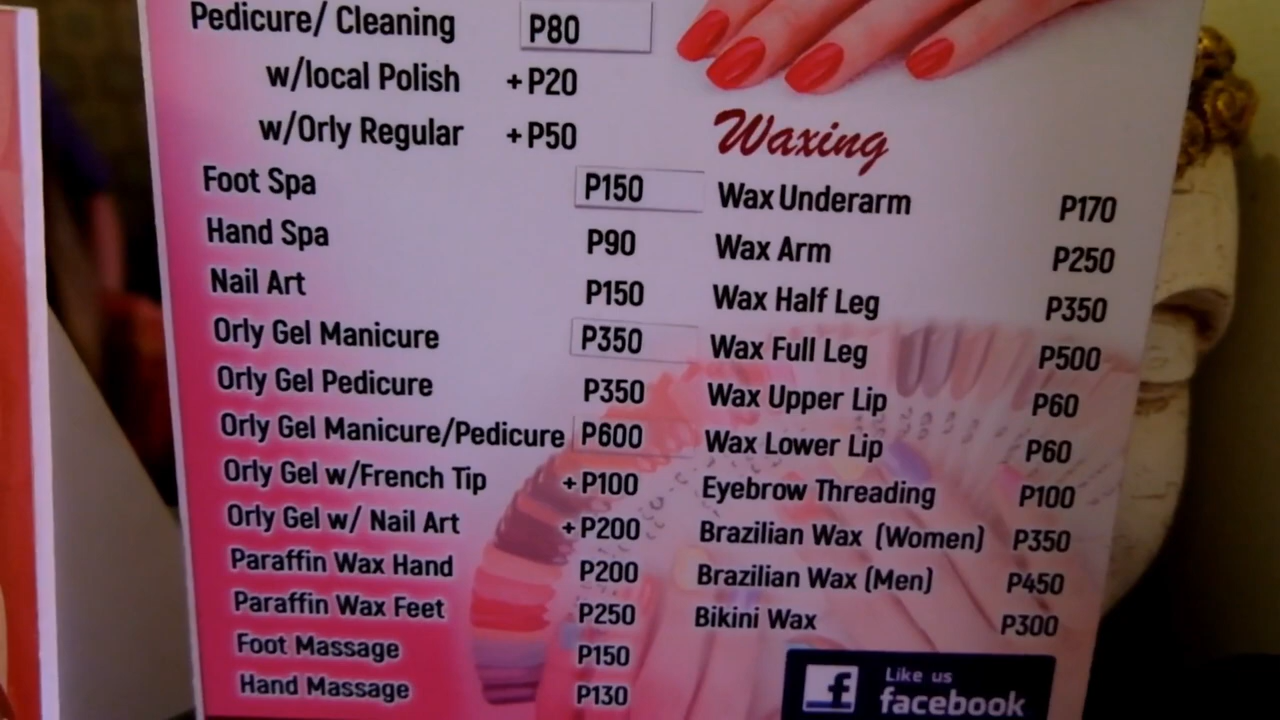 Pedicure/ Cleaning P80
w/local Polish +P20
w/Orly Regular +P50
Foot Spa P150
Hand Spa P90
Nail Art P150
Orly Gel Manicure P350
Orly Gel Pedicure P350
Orly Gel Manicure/Pedicure P600
Orly Gel w/French Tip +P100
Orly Gel w/ Nail Art +P200
Paraffin Wax Hand P200
Paraffin Wax Feet P250
Foot Massage P150
Hand Massage P130
Waxing
Wax Underarm P170
Wax Arm P250
Wax Half Leg P350
Wax Full Leg P500
Wax Upper Lip P60
Wax Lower Lip P60
Eyebrow Threading P100
Brazilian Wax (Women) P350
Brazilian Wax (Men) P450
Bikini Wax P300
f Like us
facebook